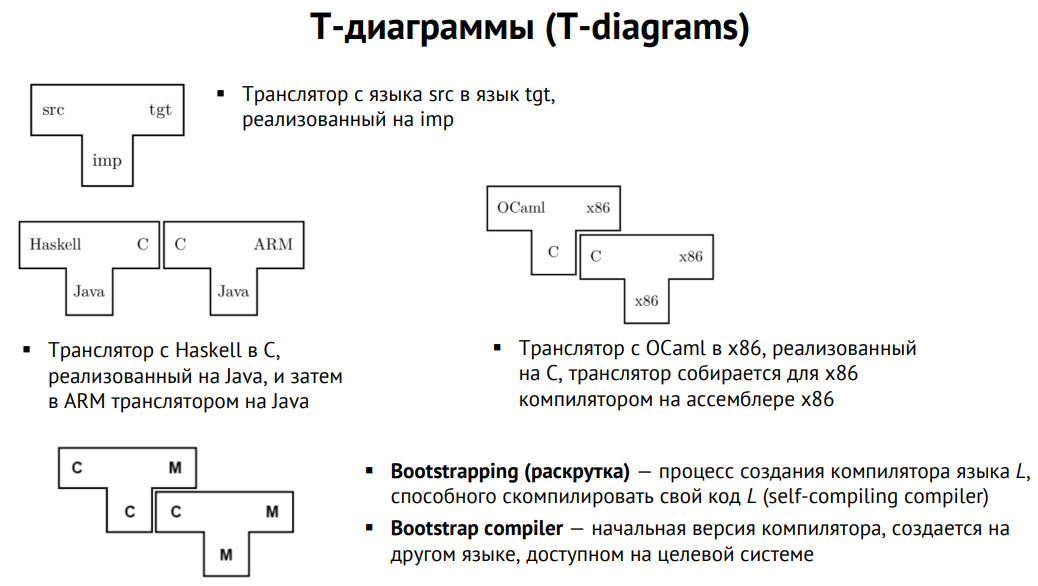 Т-диаграммы (T-diagrams)
src tgt
imp
▪ Транслятор с языка src в язык tgt,
реализованный на imp
Haskell C C ARM
Java Java
▪ Транслятор с Haskell в C,
реализованный на Java, и затем
в ARM транслятором на Java
OCaml x86
C C x86
x86
▪ Транслятор с OCaml в x86, реализованный
на C, транслятор собирается для x86
компилятором на ассемблере x86
C M
C C M
M
▪ Bootstrapping (раскрутка) — процесс создания компилятора языка L,
способного скомпилировать свой код L (self-compiling compiler)
▪ Bootstrap compiler — начальная версия компилятора, создается на
другом языке, доступном на целевой системе